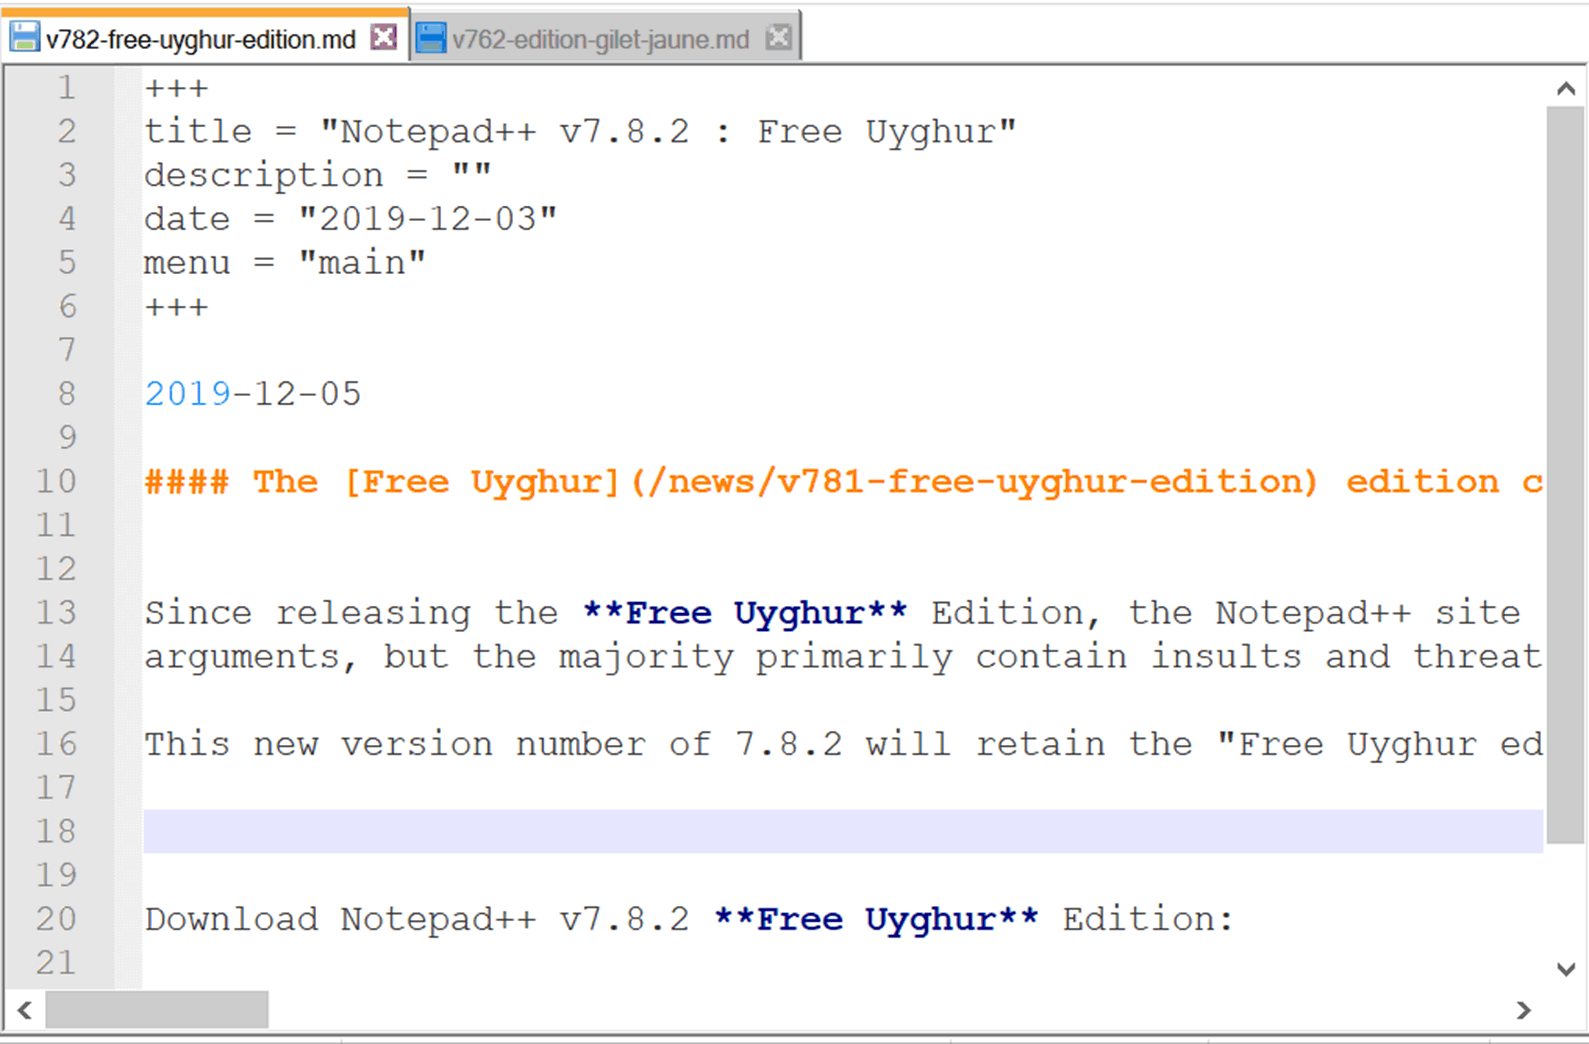 v782-free-uyghur-edition.md v762-edition-gilet-jaune.md
1 +++
2 title = "Notepad++ v7.8.2 : Free Uyghur"
3 description = ""
4 date = "2019-12-03"
5 menu = "main"
6 +++
7
8 2019-12-05
9
10 #### The [Free Uyghur](/news/v781-free-uyghur-edition) edition c
11
12
13 Since releasing the **Free Uyghur** Edition, the Notepad++ site
14 arguments, but the majority primarily contain insults and threat
15
16 This new version number of 7.8.2 will retain the "Free Uyghur ed
17
18
19
20 Download Notepad++ v7.8.2 **Free Uyghur** Edition:
21